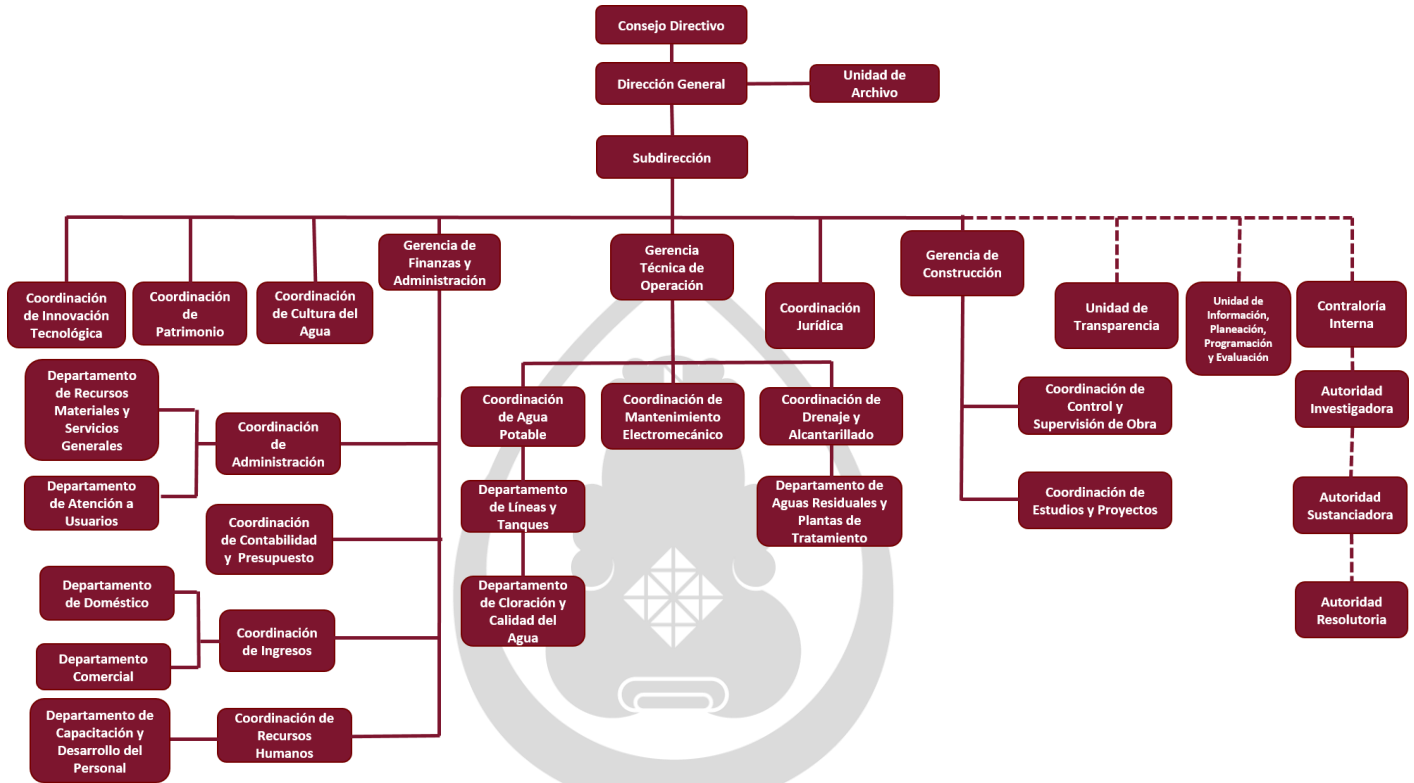 Consejo Directivo
Dirección General
Unidad de
Archivo
Subdirección
Gerencia de
Finanzas y
Administración
Gerencia
Técnica de
Operación
Gerencia de
Construcción
Coordinación
de Innovación
Tecnológica
Coordinación
de
Patrimonio
Coordinación
de Cultura del
Agua
Coordinación
Jurídica
Unidad de
Transparencia
Unidad de
Información,
Planeación,
Programación
y Evaluación
Contraloría
Interna
Departamento
de Recursos
Materiales y
Servicios
Generales
Coordinación
de
Administración
Departamento
de Atención a
Usuarios
Coordinación
de Contabilidad
y Presupuesto
Departamento
de Doméstico
Coordinación
de Ingresos
Departamento
Comercial
Departamento de
Capacitación y
Desarrollo del
Personal
Coordinación de
Recursos
Humanos
Coordinación
de Agua
Potable
Coordinación de
Mantenimiento
Electromecánico
Coordinación de
Drenaje y
Alcantarillado
Departamento
de Líneas y
Tanques
Departamento de
Aguas Residuales y
Plantas de
Tratamiento
Departamento
de Cloración y
Calidad del
Agua
Coordinación de
Control y
Supervisión de Obra
Coordinación de
Estudios y Proyectos
Autoridad
Investigadora
Autoridad
Sustanciadora
Autoridad
Resolutoria